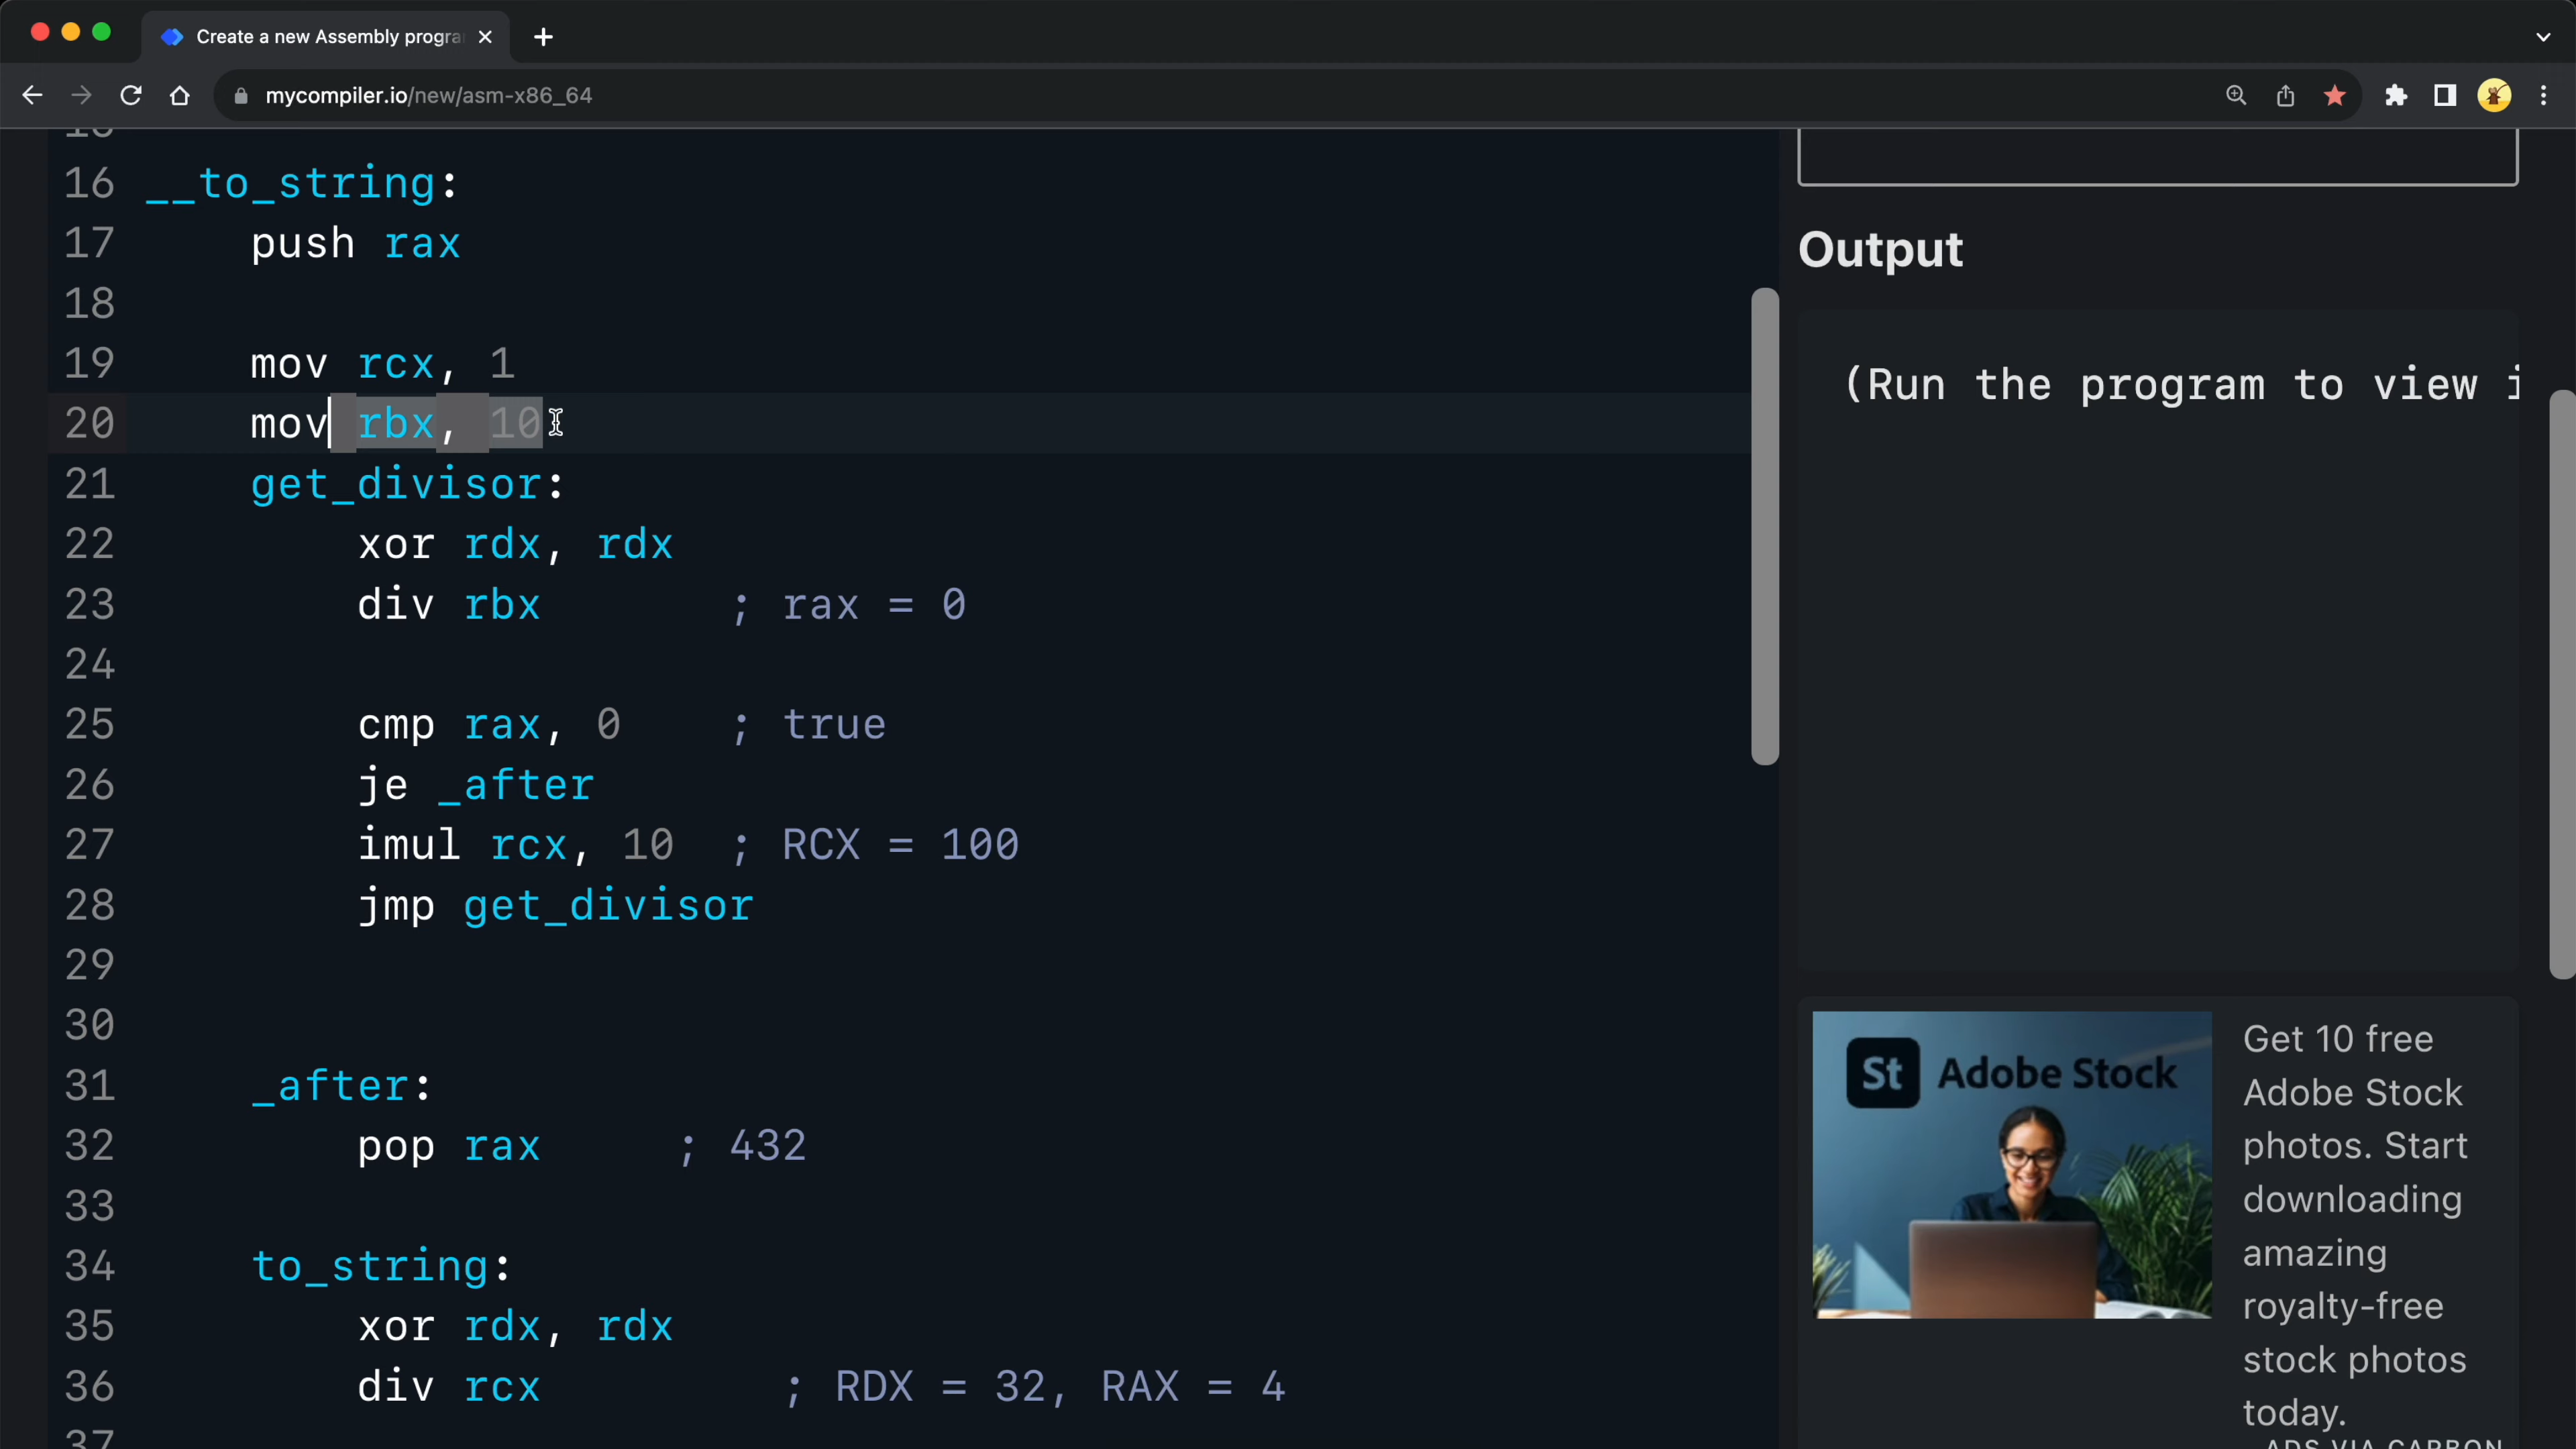 Create a new Assembly progra
mycompiler.io/new/asm-x86_64
16 __to_string:
17 push rax
18
19 mov rcx, 1
20 mov rbx, 10
21 get_divisor:
22 xor rdx, rdx
23 div rbx ; rax = 0
24
25 cmp rax, 0 ; true
26 je _after
27 imul rcx, 10 ; RCX = 100
28 jmp get_divisor
29
30
31 _after:
32 pop rax ; 432
33
34 to_string:
35 xor rdx, rdx
36 div rcx ; RDX = 32, RAX = 4
37
Output
(Run the program to view i
St Adobe Stock
Get 10 free
Adobe Stock
photos. Start
downloading
amazing
royalty-free
stock photos
today.
ADS VIA CARBON